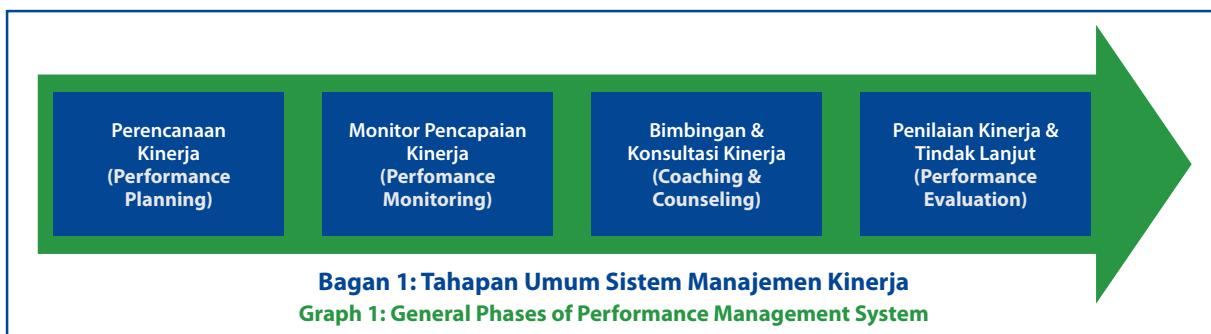 Perencanaan
Kinerja
(Performance
Planning)
Monitor Pencapaian
Kinerja
(Perfomance
Monitoring)
Bimbingan &
Konsultasi Kinerja
(Coaching &
Counseling)
Penilaian Kinerja &
Tindak Lanjut
(Performance
Evaluation)
Bagan 1: Tahapan Umum Sistem Manajemen Kinerja
Graph 1: General Phases of Performance Management System